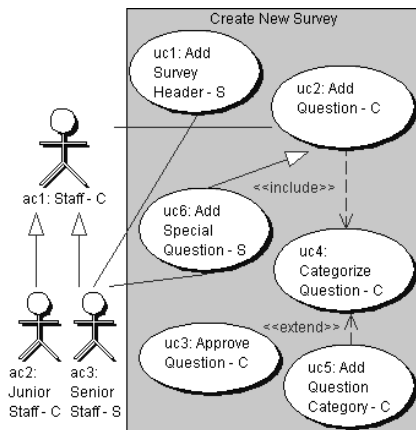 Create New Survey
uc1: Add
Survey
Header - S
uc2: Add
Question - C
ac1: Staff - C
<<include>>
uc6: Add
Special
Question - S
uc4:
Categorize
Question - C
<<extend>>
uc3: Approve
Question - C
uc5: Add
Question
Category - C
ac2:
Junior
Staff - C
ac3:
Senior
Staff - S